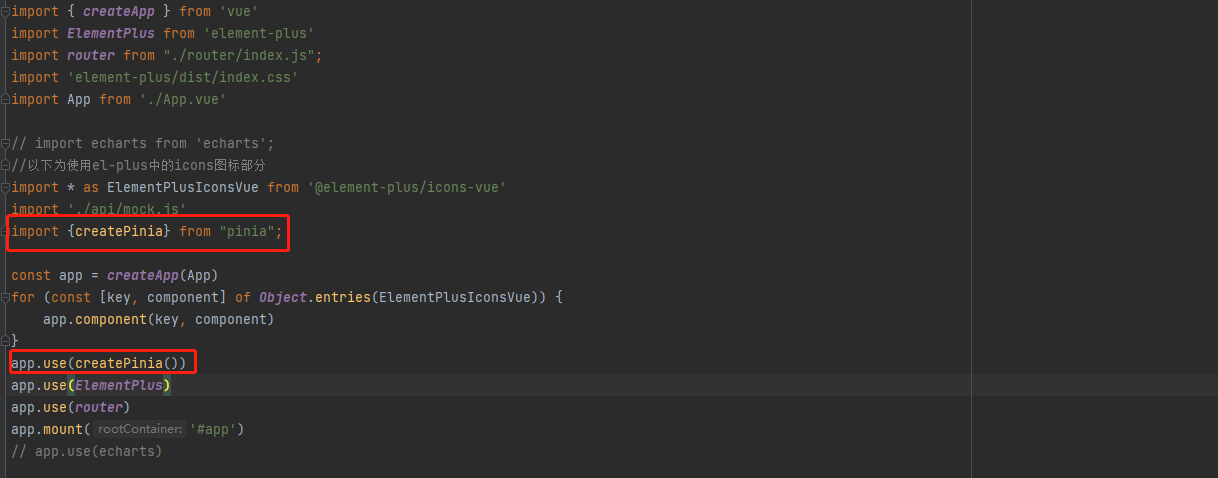 import { createApp } from 'vue'
import ElementPlus from 'element-plus'
import router from "./router/index.js";
import 'element-plus/dist/index.css'
import App from './App.vue'
// import echarts from 'echarts';
//以下为使用el-plus中的icons图标部分
import * as ElementPlusIconsVue from '@element-plus/icons-vue'
import './api/mock.js'
import {createPinia} from "pinia";
const app = createApp(App)
for (const [key, component] of Object.entries(ElementPlusIconsVue)) {
app.component(key, component)
}
app.use(createPinia())
app.use(ElementPlus)
app.use(router)
app.mount( rootContainer: '#app')
// app.use(echarts)